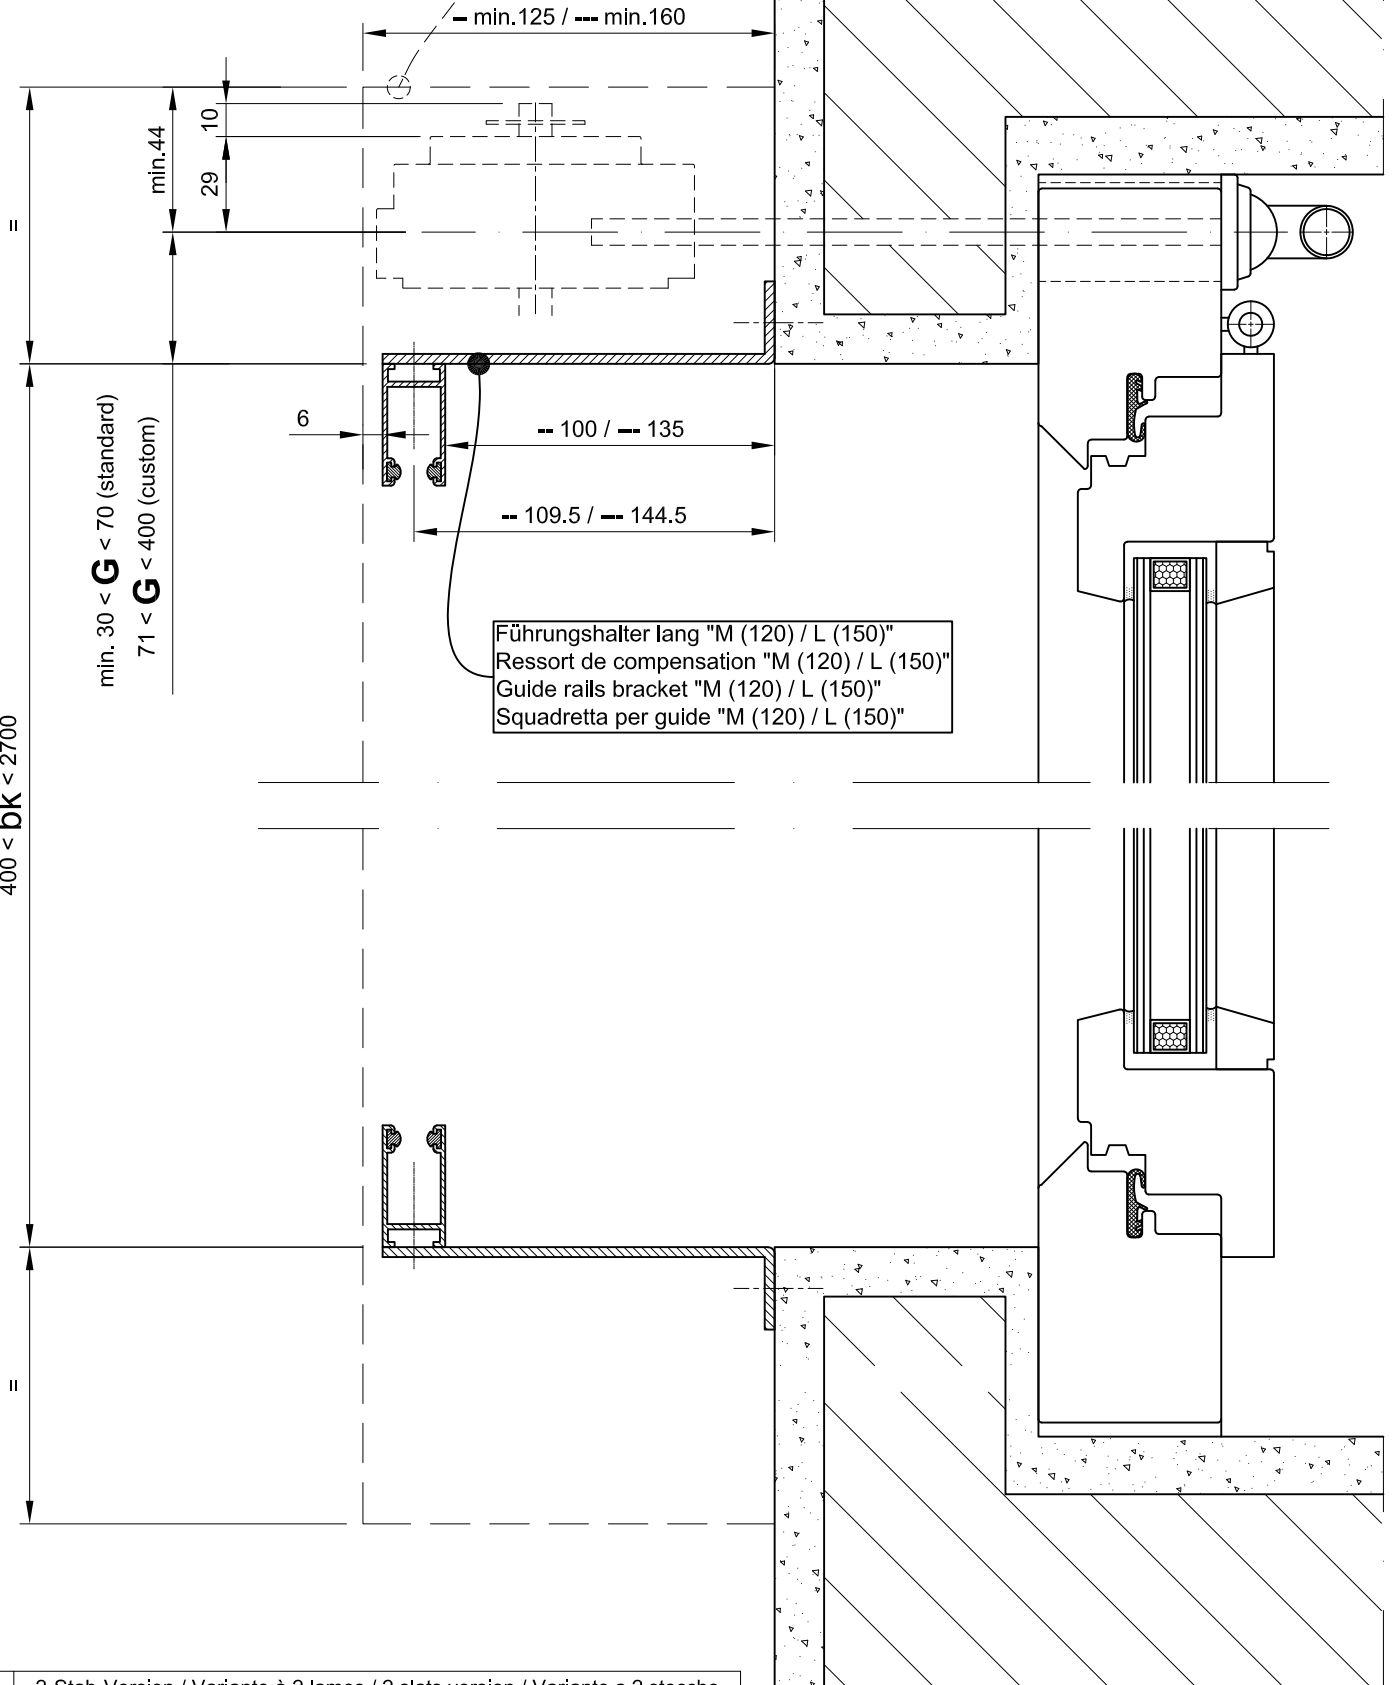 – min.125 / --- min.160
10
min.44
29
=
6
-- 100 / --- 135
min. 30 < G < 70 (standard)
71 < G < 400 (custom)
-- 109.5 / --- 144.5
Führungshalter lang "M (120) / L (150)"
Ressort de compensation "M (120) / L (150)"
Guide rails bracket "M (120) / L (150)"
Squadretta per guide "M (120) / L (150)"
400 < bk < 2700
=